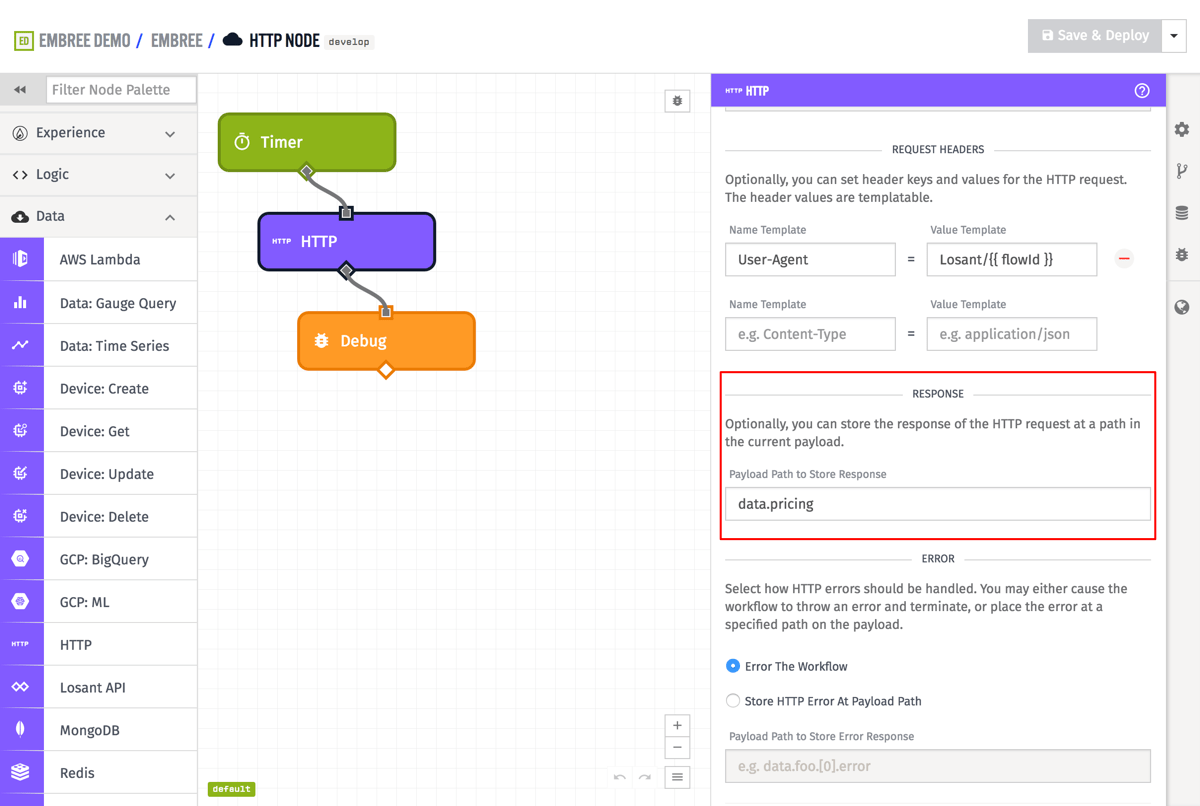 ED EMBREE DEMO / EMBREE / HTTP NODE develop
Save & Deploy
Filter Node Palette
Experience
Logic
Data
AWS Lambda
Data: Gauge Query
Data: Time Series
Device: Create
Device: Get
Device: Update
Device: Delete
GCP: BigQuery
GCP: ML
HTTP HTTP
Losant API
MongoDB
Redis
Timer
HTTP HTTP
Debug
default
HTTP HTTP
REQUEST HEADERS
Optionally, you can set header keys and values for the HTTP request.
The header values are templatable.
Name Template Value Template
User-Agent = Losant/{{ flowId }}
Name Template Value Template
e.g. Content-Type = e.g. application/json
RESPONSE
Optionally, you can store the response of the HTTP request at a path in
the current payload.
Payload Path to Store Response
data.pricing
ERROR
Select how HTTP errors should be handled. You may either cause the
workflow to throw an error and terminate, or place the error at a
specified path on the payload.
Error The Workflow
Store HTTP Error At Payload Path
Payload Path to Store Error Response
e.g. data.foo.[0].error